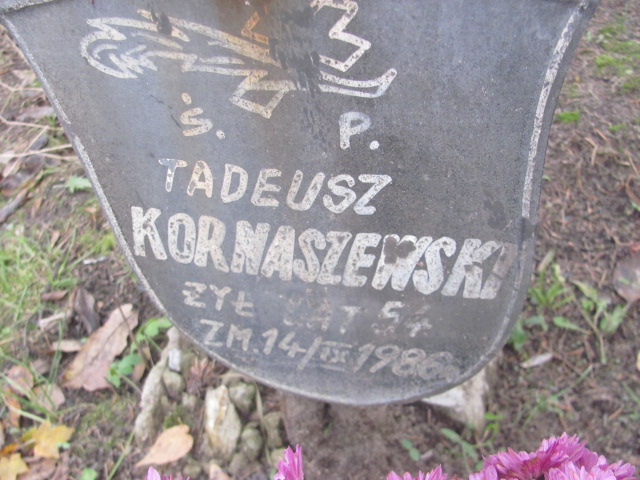 Ś. P.
TADEUSZ
KORNASZEWSKI
ŻYŁ LAT 54
ZM. 14/IX 1986